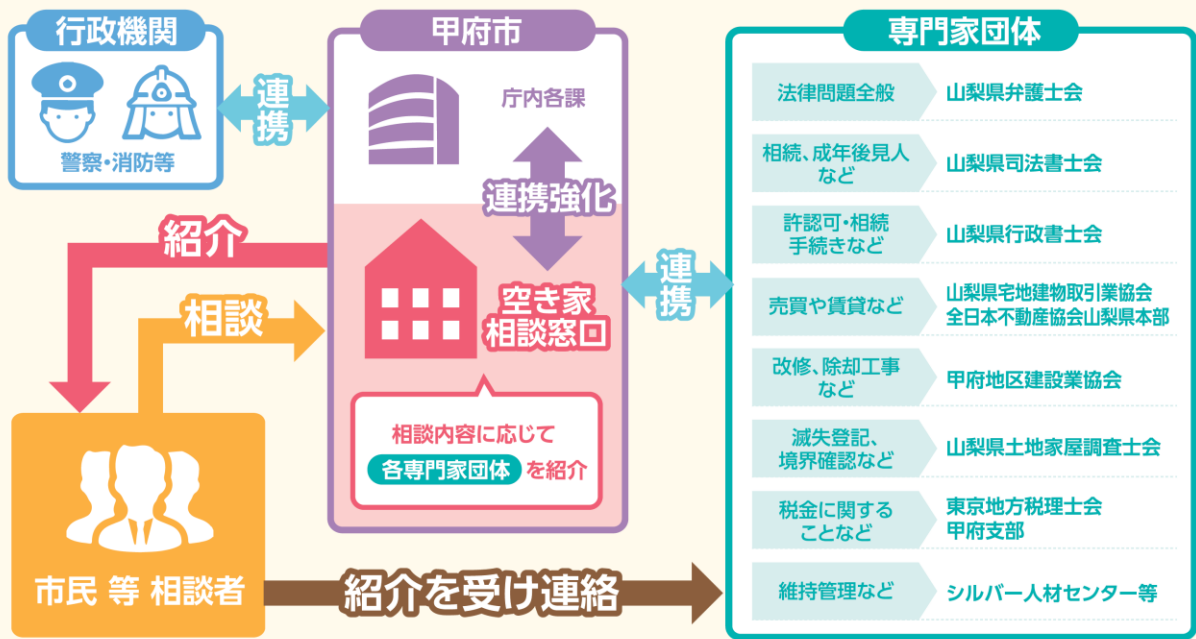 行政機関
警察・消防等
連携
甲府市
庁内各課
連携強化
空き家
相談窓口
相談内容に応じて
各専門家団体 を紹介
紹介
相談
市民 等 相談者
紹介を受け連絡
連携
専門家団体
法律問題全般
山梨県弁護士会
相続、成年後見人
など
山梨県司法書士会
許認可・相続
手続きなど
山梨県行政書士会
売買や賃貸など
山梨県宅地建物取引業協会
全日本不動産協会山梨県本部
改修、除却工事
など
甲府地区建設業協会
滅失登記、
境界確認など
山梨県土地家屋調査士会
税金に関する
ことなど
東京地方税理士会
甲府支部
維持管理など
シルバー人材センター等